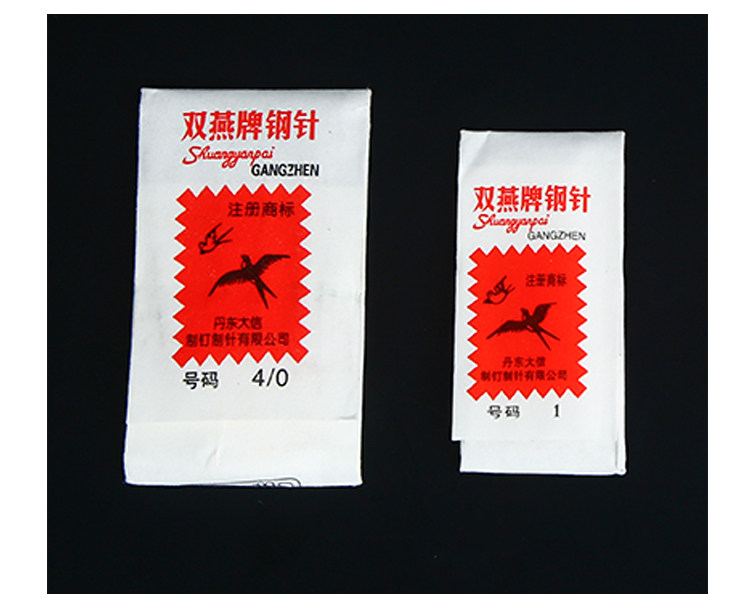 双燕牌钢针
Shuangyanpai
GANGZHEN
注册商标
丹东大信
制钉制针有限公司
号码 4/0
双燕牌钢针
Shuangyanpai
GANGZHEN
注册商标
丹东大信
制钉制针有限公司
号码 1